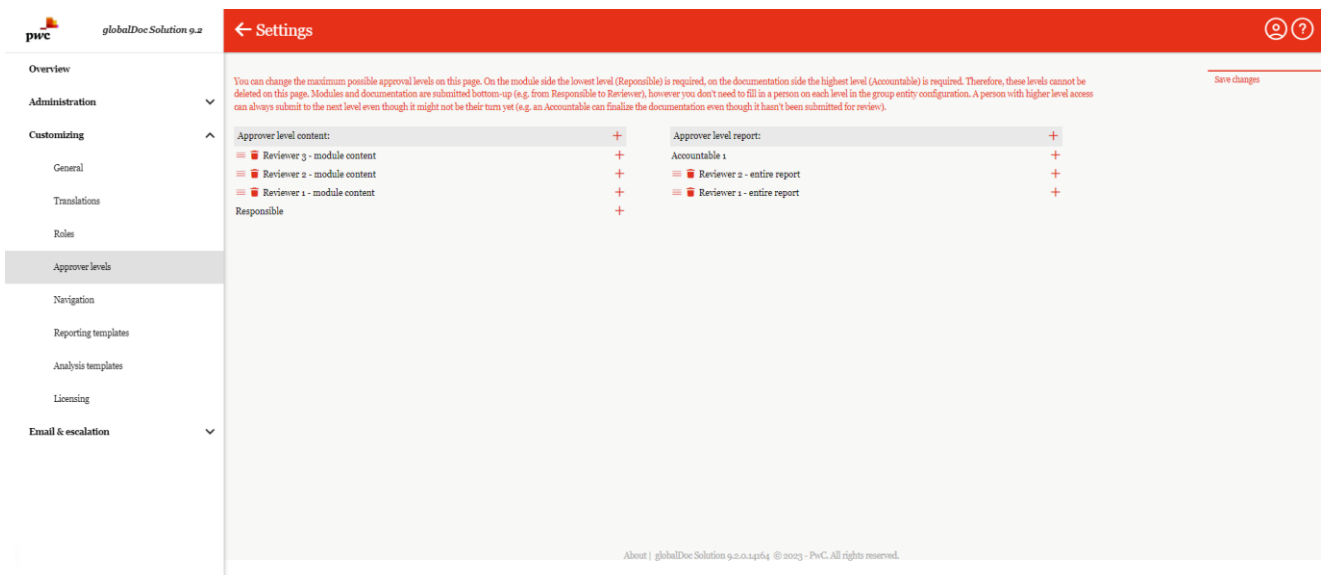 pwc
globalDoc Solution 9.2
Settings
Overview
Administration
Customizing
General
Translations
Roles
Approver levels
Navigation
Reporting templates
Analysis templates
Licensing
Email & escalation
You can change the maximum possible approval levels on this page. On the module side the lowest level (Reponsible) is required, on the documentation side the highest level (Accountable) is required. Therefore, these levels cannot be
deleted on this page. Modules and documentation are submitted bottom-up (e.g. from Responsible to Reviewer), however you don't need to fill in a person on each level in the group entity configuration. A person with higher level access
can always submit to the next level even though it might not be their turn yet (e.g. an Accountable can finalize the documentation even though it hasn't been submitted for review).
Save changes
Approver level content:
Reviewer 3 - module content
Reviewer 2 - module content
Reviewer 1 - module content
Responsible
Approver level report:
Accountable 1
Reviewer 2 - entire report
Reviewer 1 - entire report
About | globalDoc Solution 9.2.0.14164 © 2023 - PwC. All rights reserved.